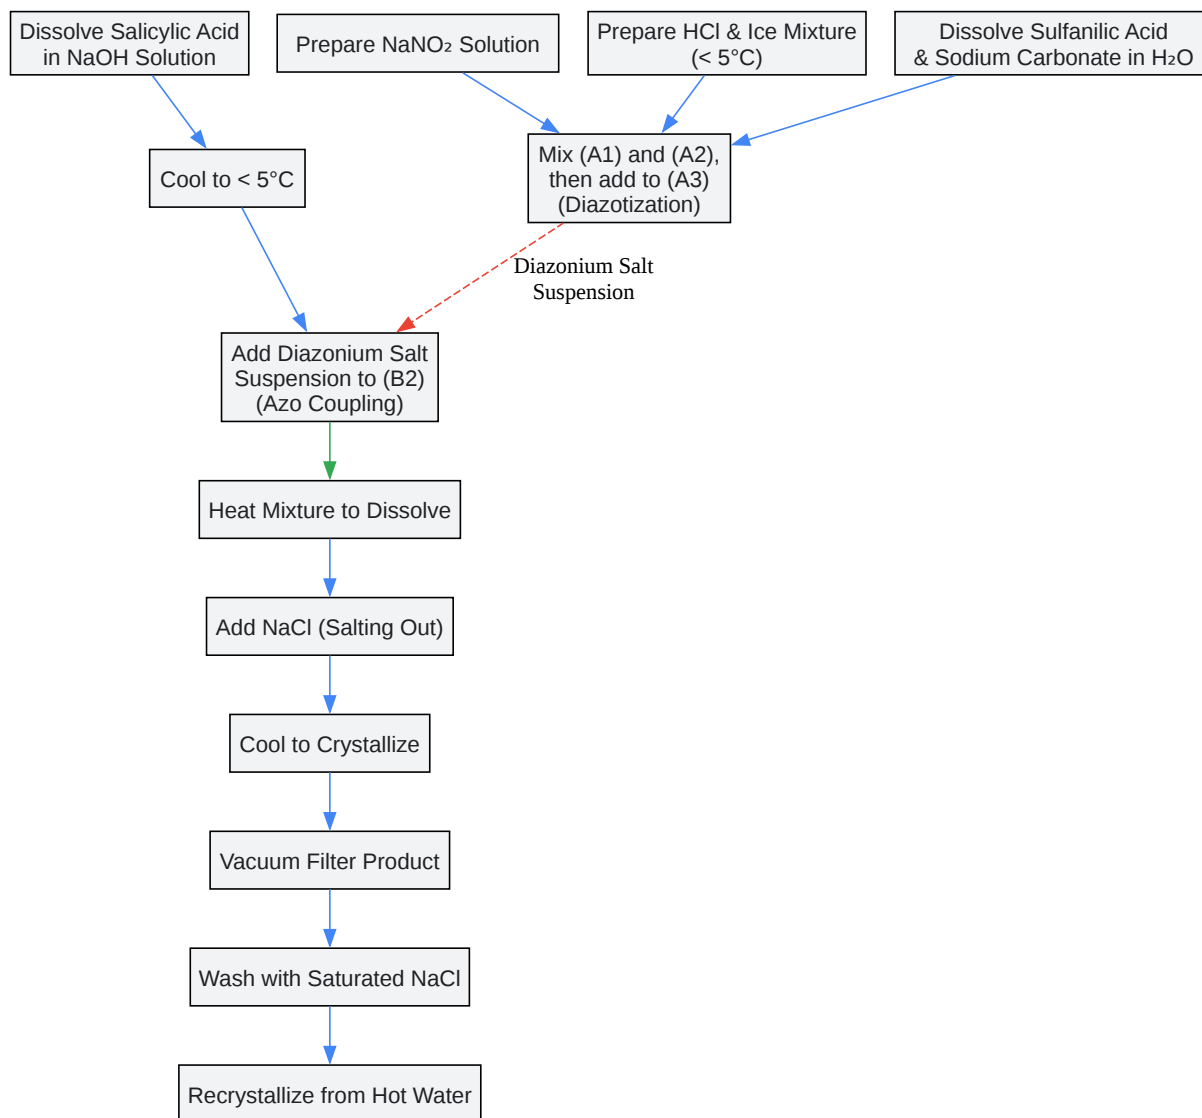 Dissolve Salicylic Acid
in NaOH Solution
Prepare NaNO₂ Solution
Prepare HCl & Ice Mixture
(< 5°C)
Dissolve Sulfanilic Acid
& Sodium Carbonate in H₂O
Cool to < 5°C
Mix (A1) and (A2),
then add to (A3)
(Diazotization)
Diazonium Salt
Suspension
Add Diazonium Salt
Suspension to (B2)
(Azo Coupling)
Heat Mixture to Dissolve
Add NaCl (Salting Out)
Cool to Crystallize
Vacuum Filter Product
Wash with Saturated NaCl
Recrystallize from Hot Water